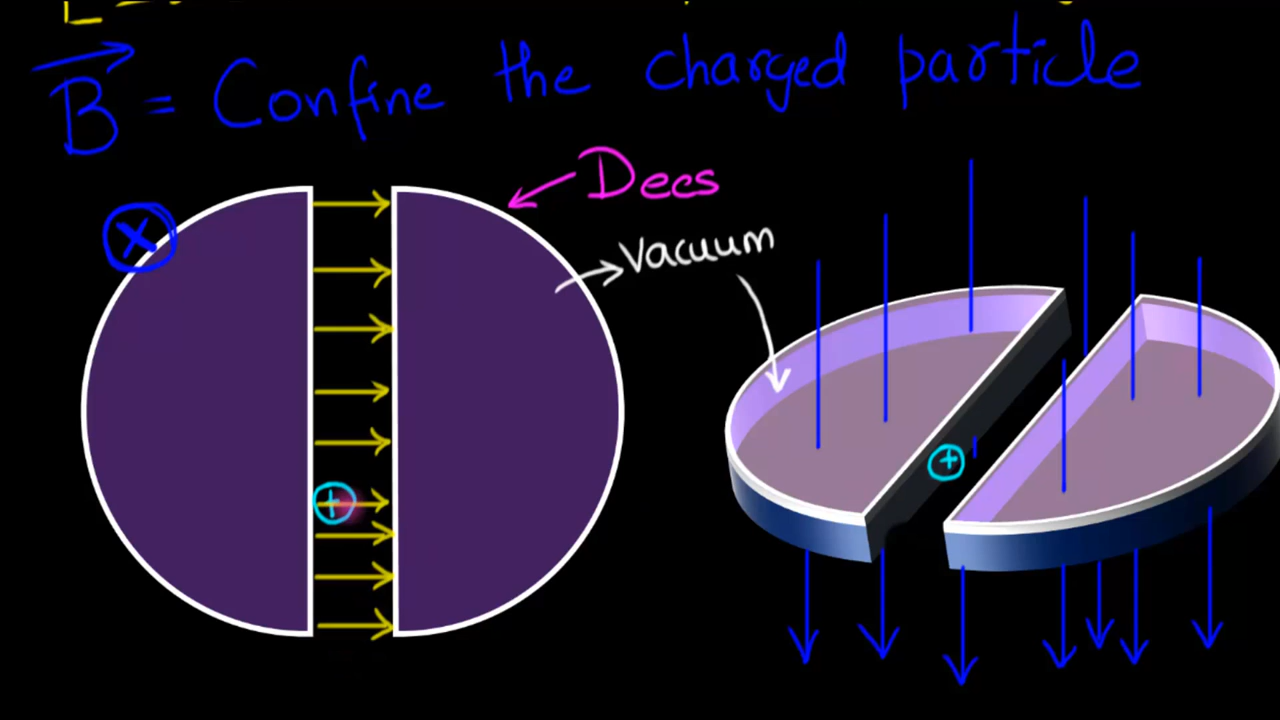 B = Confine the charged particle
Decs
Vacuum